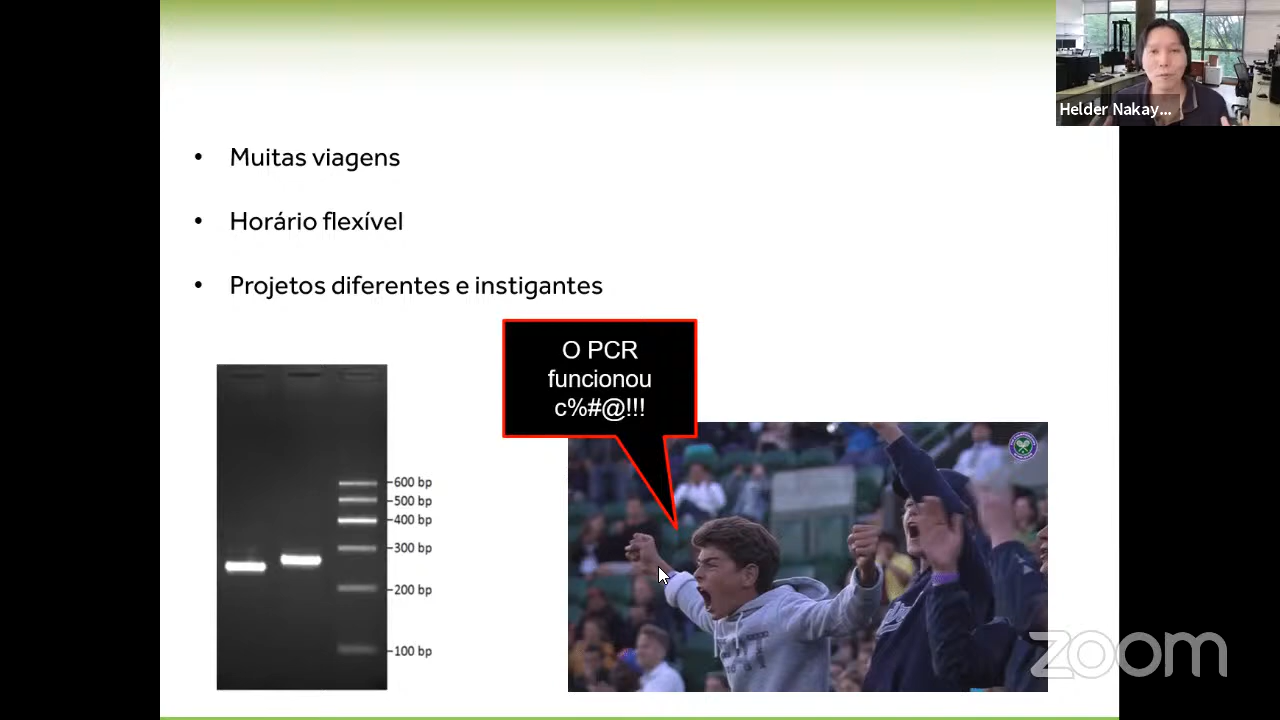 Helder Nakay...
• Muitas viagens
• Horário flexível
• Projetos diferentes e instigantes
O PCR
funcionou
c%#@!!!
600 bp
500 bp
400 bp
300 bp
200 bp
100 bp
zoom